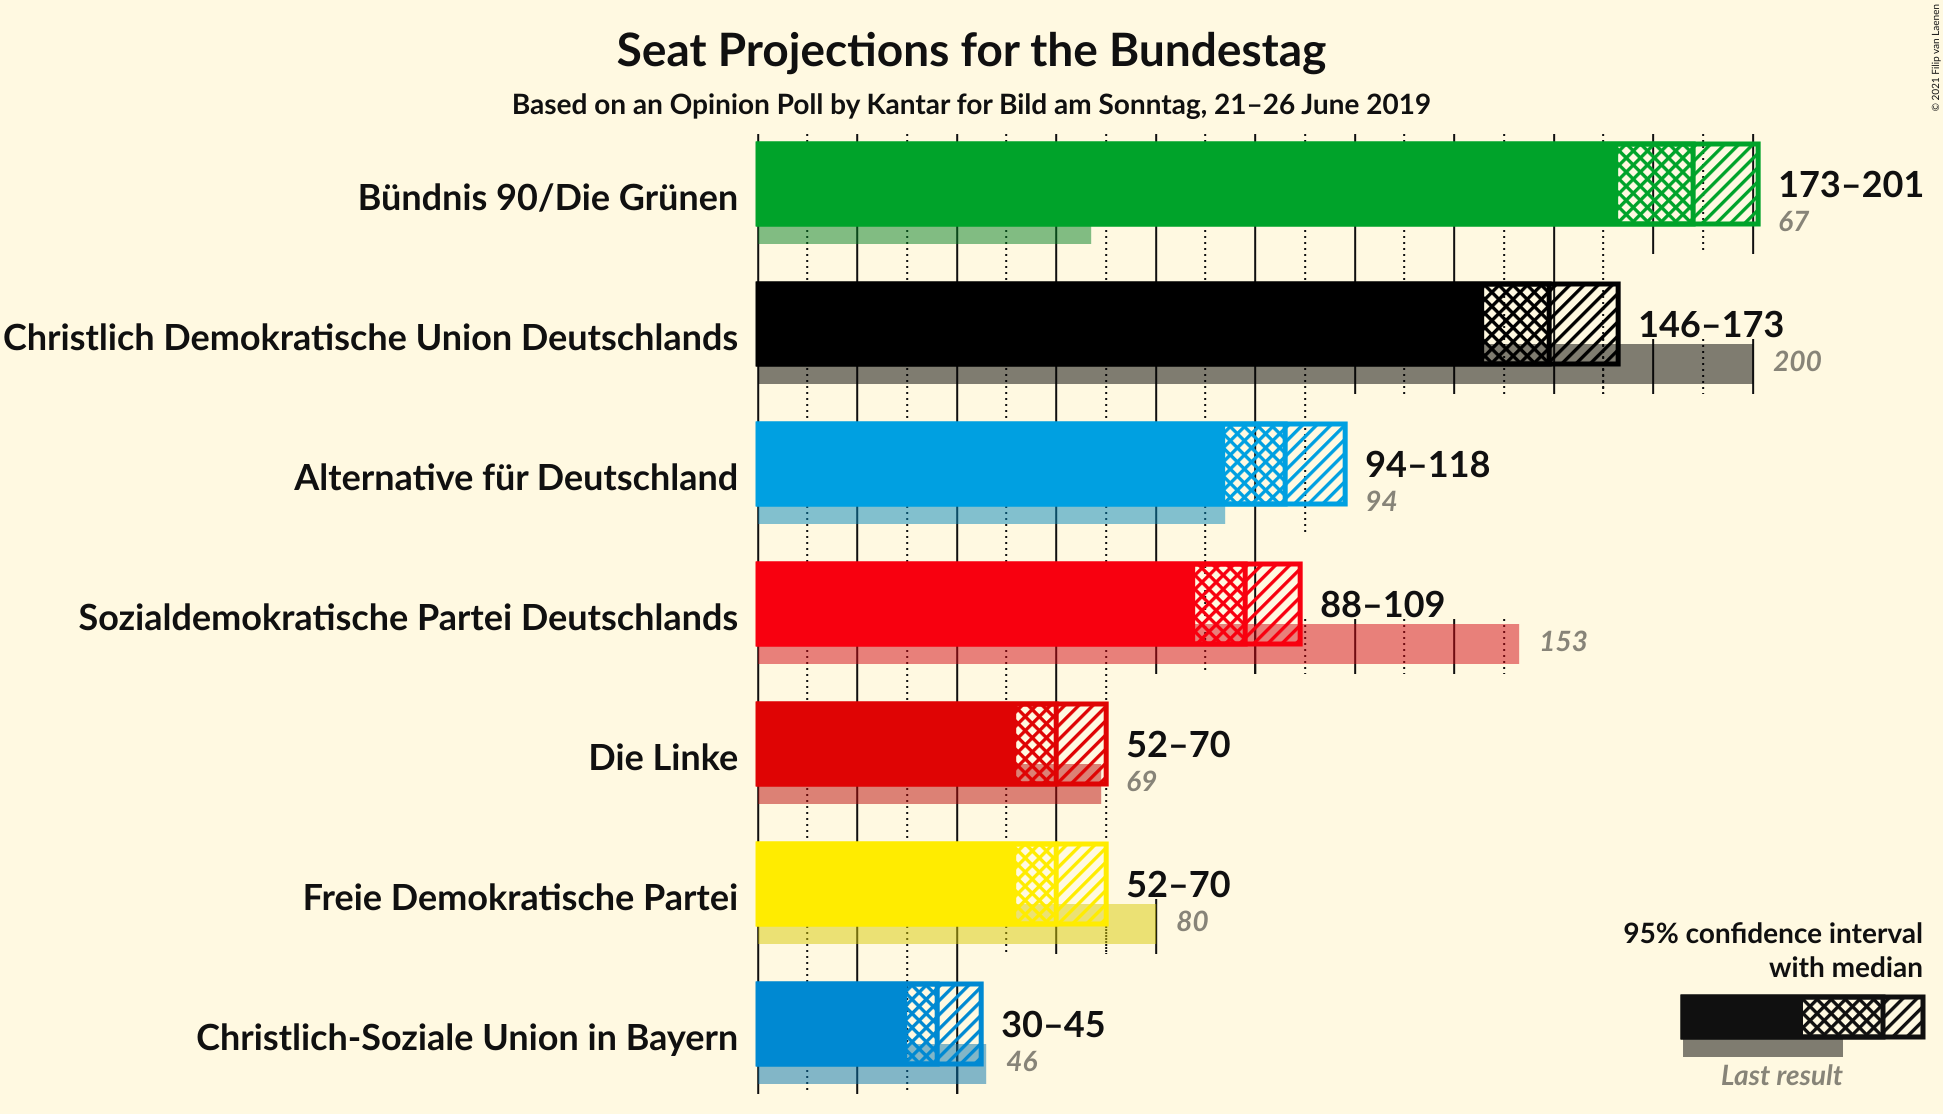 Seat Projections for the Bundestag
Based on an Opinion Poll by Kantar for Bild am Sonntag, 21–26 June 2019
© 2021 Filip van Laenen
Bündnis 90/Die Grünen
173–201
67
Christlich Demokratische Union Deutschlands
146–173
200
Alternative für Deutschland
94–118
94
Sozialdemokratische Partei Deutschlands
88–109
153
Die Linke
52–70
69
Freie Demokratische Partei
52–70
80
Christlich-Soziale Union in Bayern
30–45
46
95% confidence interval
with median
Last result